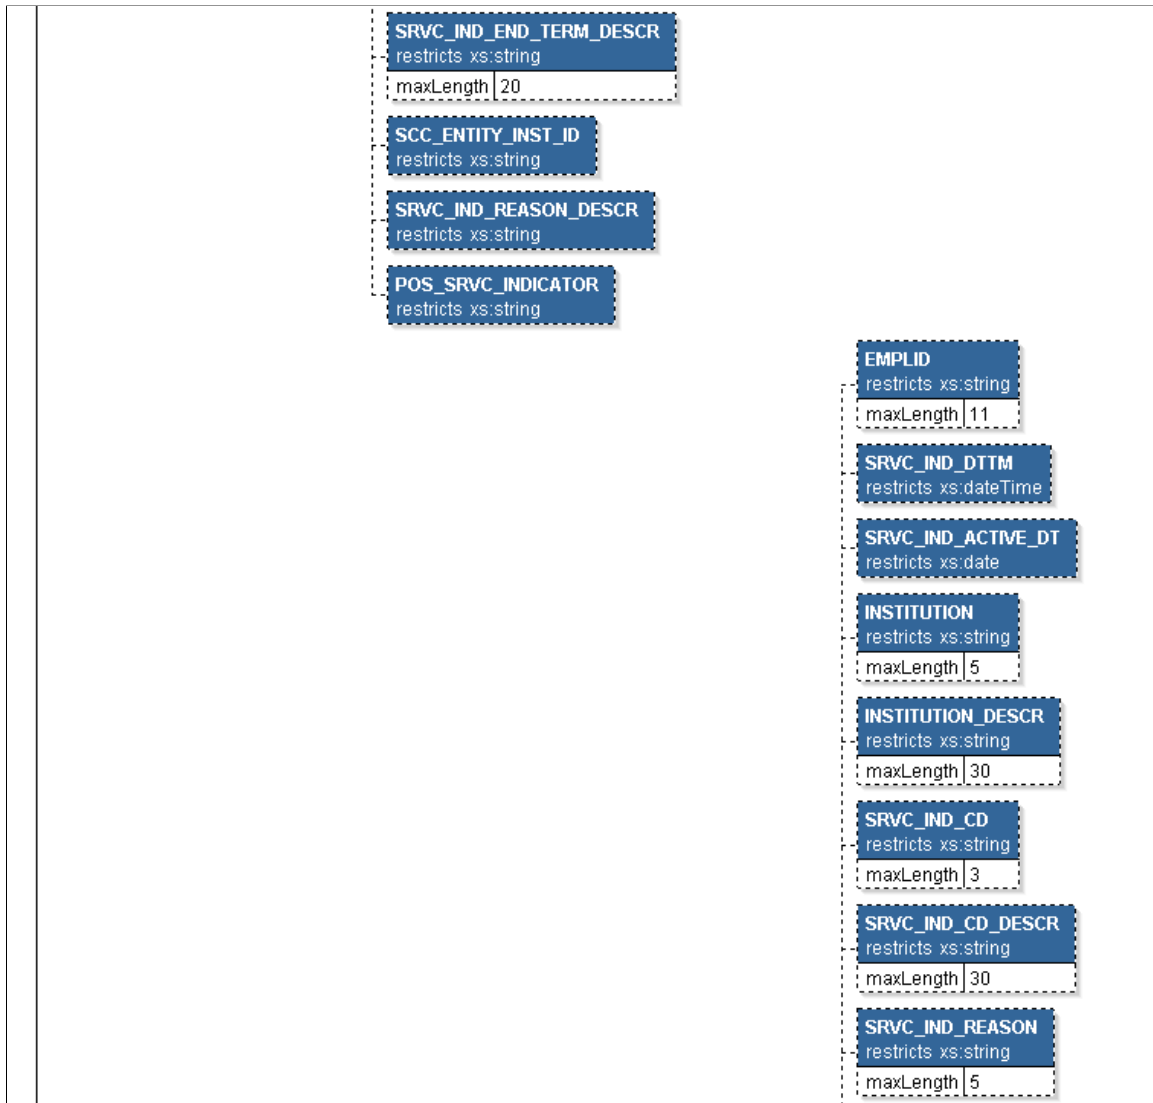 SRVC_IND_END_TERM_DESCR
restricts xs:string
maxLength 20
SCC_ENTITY_INST_ID
restricts xs:string
SRVC_IND_REASON_DESCR
restricts xs:string
POS_SRVC_INDICATOR
restricts xs:string
EMPLID
restricts xs:string
maxLength 11
SRVC_IND_DTTM
restricts xs:dateTime
SRVC_IND_ACTIVE_DT
restricts xs:date
INSTITUTION
restricts xs:string
maxLength 5
INSTITUTION_DESCR
restricts xs:string
maxLength 30
SRVC_IND_CD
restricts xs:string
maxLength 3
SRVC_IND_CD_DESCR
restricts xs:string
maxLength 30
SRVC_IND_REASON
restricts xs:string
maxLength 5